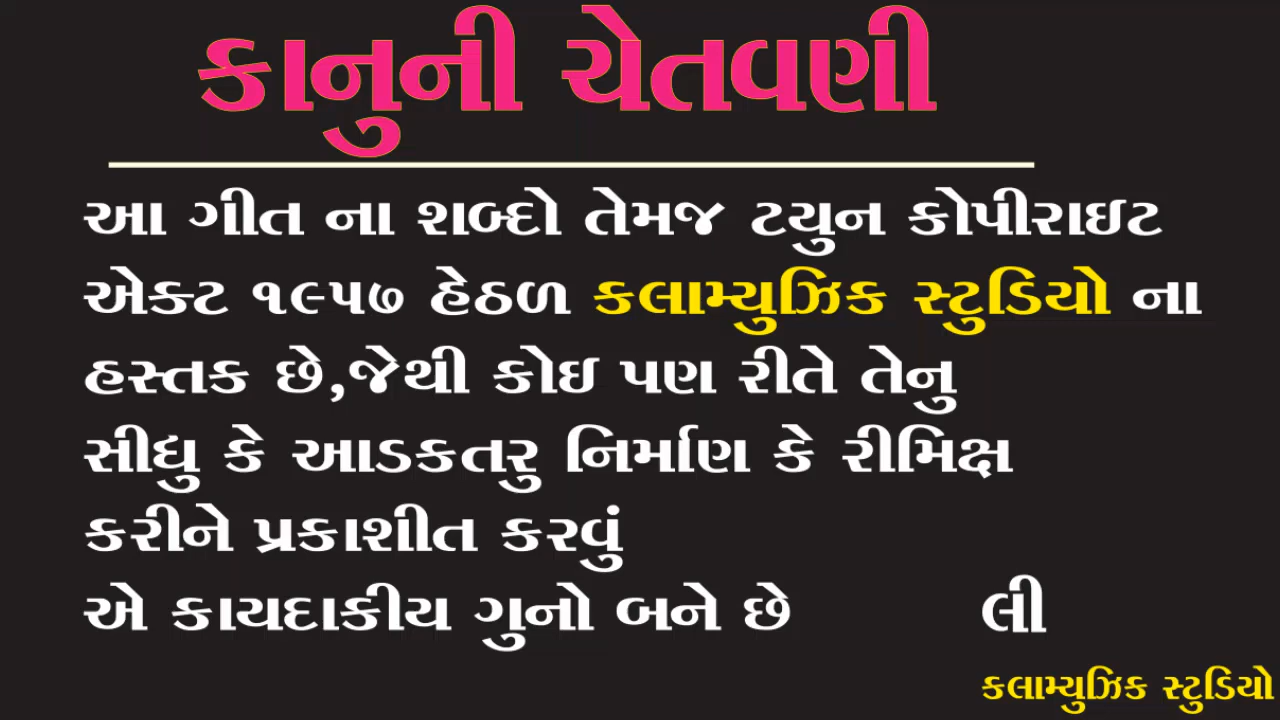 કાનુની ચેતવણી
આ ગીત ના શબ્દો તેમજ ટયુન કોપીરાઇટ
એક્ટ ૧૯૫૭ હેઠળ કલામ્યુઝિક સ્ટુડિયો ના
હસ્તક છે,જેથી કોઇ પણ રીતે તેનુ
સીધુ કે આડકતરુ નિર્માણ કે રીમિક્ષ
કરીને પ્રકાશીત કરવું
એ કાયદાકીય ગુનો બને છે લીં
કલામ્યુઝિક સ્ટુડિયો